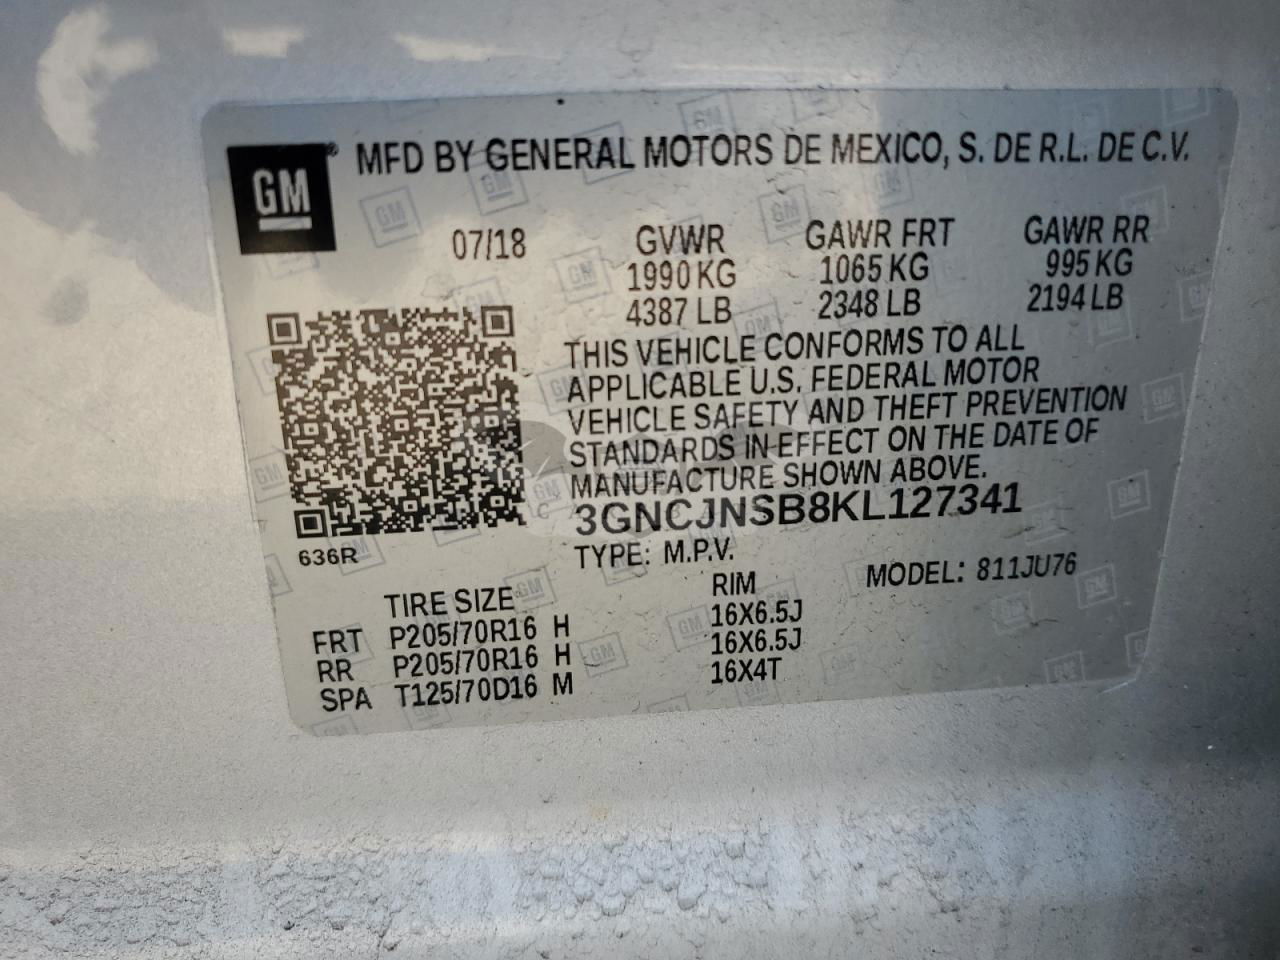 GM® MFD BY GENERAL MOTORS DE MEXICO, S. DE R.L. DE C.V.
07/18 GVWR GAWR FRT GAWR RR
1990 KG 1065 KG 995 KG
4387 LB 2348 LB 2194 LB
THIS VEHICLE CONFORMS TO ALL
APPLICABLE U.S. FEDERAL MOTOR
VEHICLE SAFETY AND THEFT PREVENTION
STANDARDS IN EFFECT ON THE DATE OF
MANUFACTURE SHOWN ABOVE.
3GNCJNSB8KL127341
636R TYPE: M.P.V. MODEL: 811JU76
TIRE SIZE RIM
FRT P205/70R16 H 16X6.5J
RR P205/70R16 H 16X6.5J
SPA T125/70D16 M 16X4T